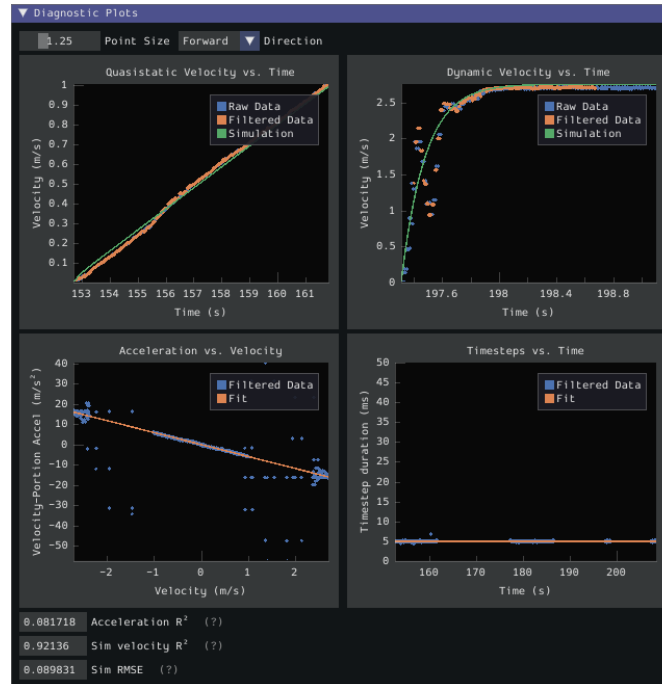 ▼ Diagnostic Plots
1.25 Point Size Forward ▼ Direction
Quasistatic Velocity vs. Time
Raw Data
Filtered Data
Simulation
Velocity (m/s)
1
0.9
0.8
0.7
0.6
0.5
0.4
0.3
0.2
0.1
153 154 155 156 157 158 159 160 161
Time (s)
Dynamic Velocity vs. Time
Raw Data
Filtered Data
Simulation
Velocity (m/s)
2.5
2
1.5
1
0.5
0
197.6 198 198.4 198.8
Time (s)
Acceleration vs. Velocity
Filtered Data
Fit
Velocity-Portion Accel (m/s²)
40
30
20
10
0
-10
-20
-30
-40
-50
-2 -1 0 1 2
Velocity (m/s)
Timesteps vs. Time
Filtered Data
Fit
Timestep duration (ms)
50
45
40
35
30
25
20
15
10
5
0
160 170 180 190 200
Time (s)
0.081718 Acceleration R² (?)
0.92136 Sim velocity R² (?)
0.089831 Sim RMSE (?)